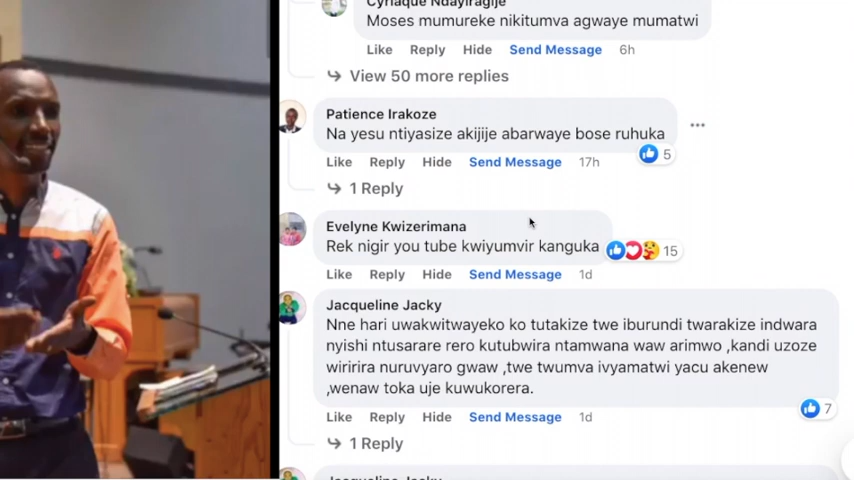 Cyriaque Ndayiragije
Moses mumureke nikitumva agwaye mumatwi
Like Reply Hide Send Message 6h
View 50 more replies
Patience Irakoze
Na yesu ntiyasize akijije abarwaye bose ruhuka
5
Like Reply Hide Send Message 17h
1 Reply
Evelyne Kwizerimana
Rek nigir you tube kwiyumvir kanguka
15
Like Reply Hide Send Message 1d
Jacqueline Jacky
Nne hari uwakwitwayeko ko tutakize twe iburundi twarakize indwara
nyishi ntusarare rero kutubwira ntamwana waw arimwo ,kandi uzoze
wiririra nuruvyaro gwaw ,twe twumva ivyamatwi yacu akenew
,wenaw toka uje kuwukorera.
7
Like Reply Hide Send Message 1d
1 Reply
Jacqueline Jacky